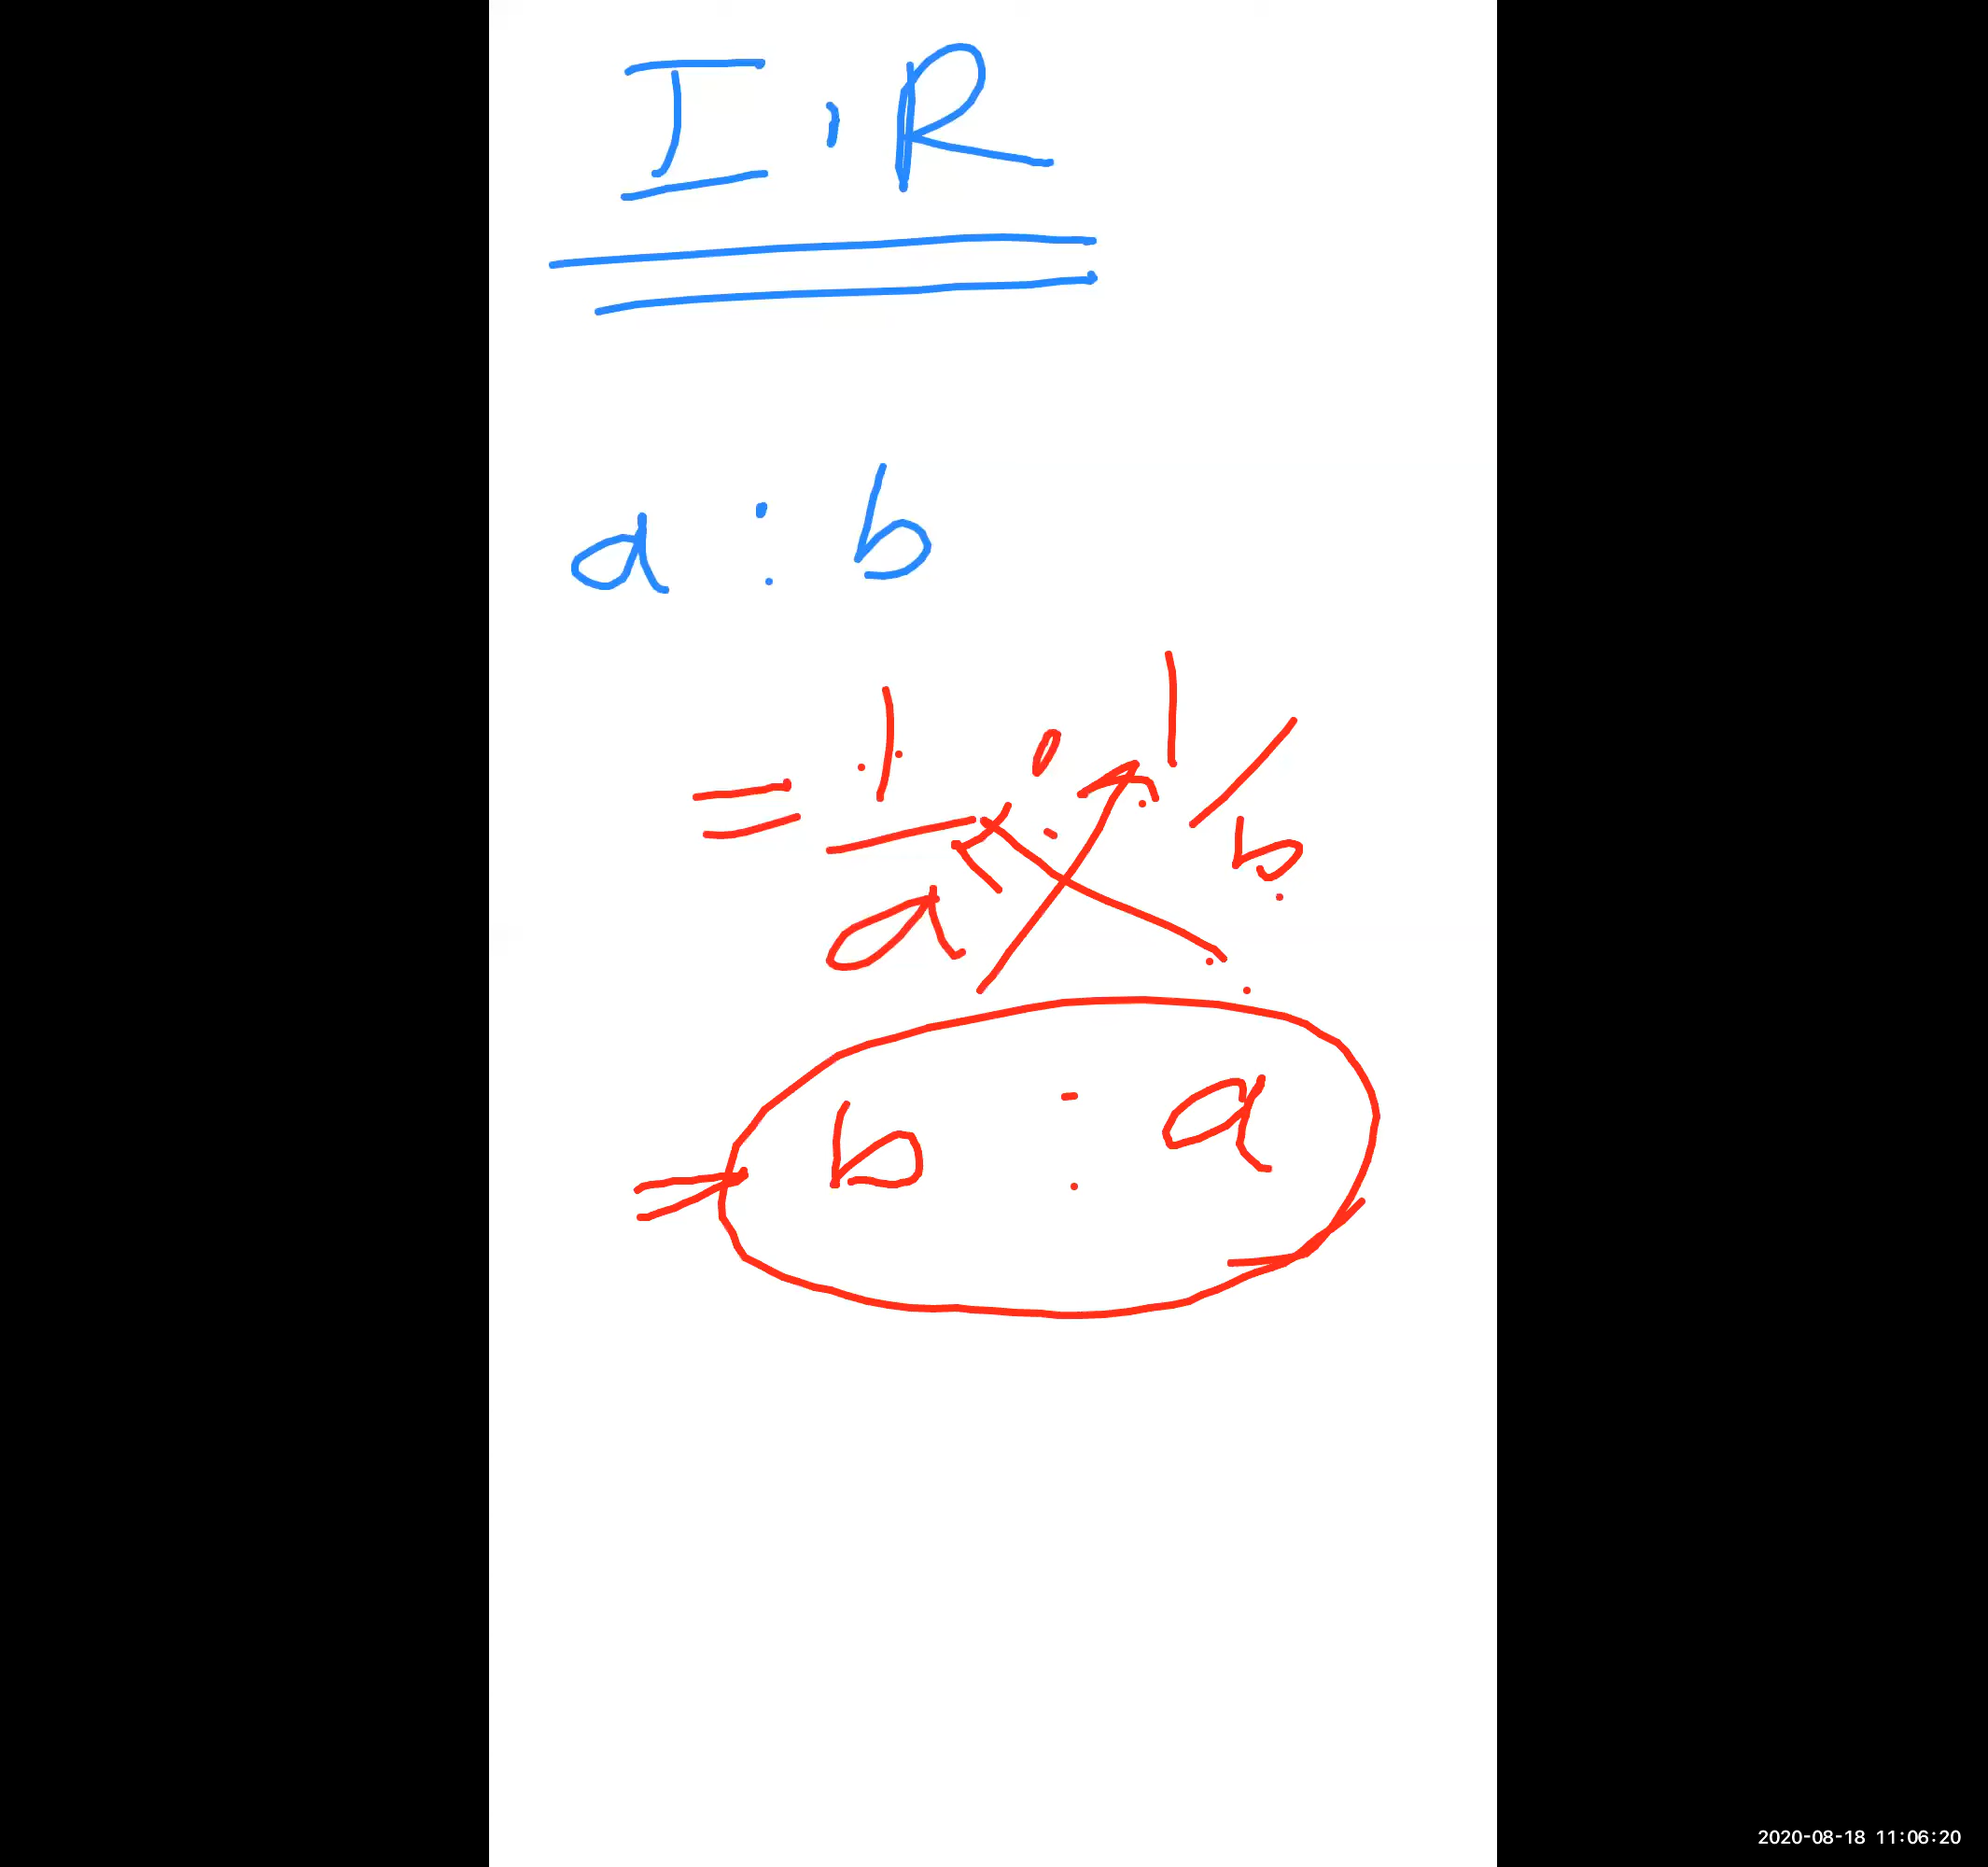 I.R
a : b
= 1/a : 1/b
= b : a
2020-08-18 11:06:20